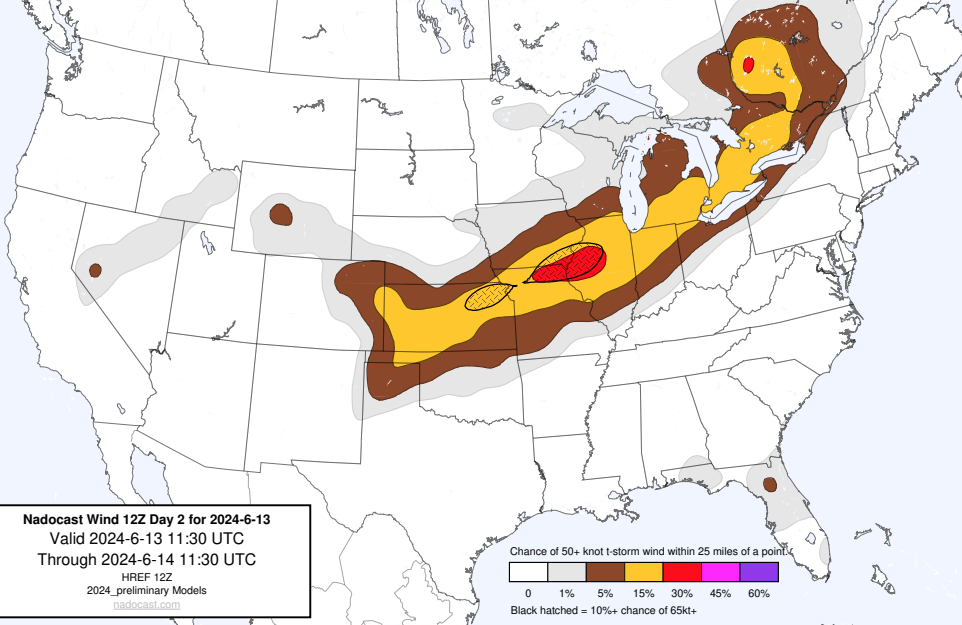 Nadocast Wind 12Z Day 2 for 2024-6-13
Valid 2024-6-13 11:30 UTC
Through 2024-6-14 11:30 UTC
HREF 12Z
2024_preliminary Models
nadocast.com
Chance of 50+ knot t-storm wind within 25 miles of a point.
0 1% 5% 15% 30% 45% 60%
Black hatched = 10%+ chance of 65kt+